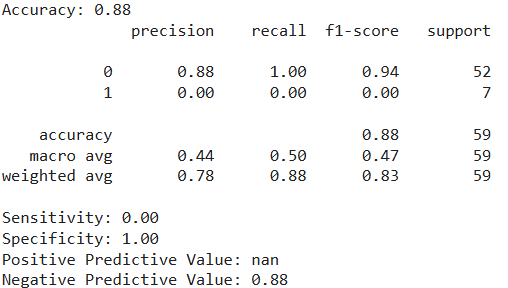 Accuracy: 0.88
precision recall f1-score support
0 0.88 1.00 0.94 52
1 0.00 0.00 0.00 7
accuracy 0.88 59
macro avg 0.44 0.50 0.47 59
weighted avg 0.78 0.88 0.83 59
Sensitivity: 0.00
Specificity: 1.00
Positive Predictive Value: nan
Negative Predictive Value: 0.88